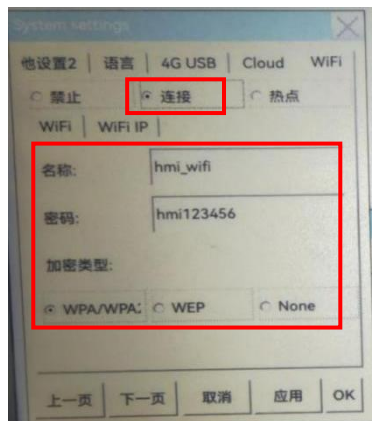 System settings
他设置2 语言 4G USB Cloud WiFi
禁止 连接 热点
WiFi WiFi IP
名称: hmi_wifi
密码: hmi123456
加密类型:
WPA/WPA: WEP None
上一页 下一页 取消 应用 OK